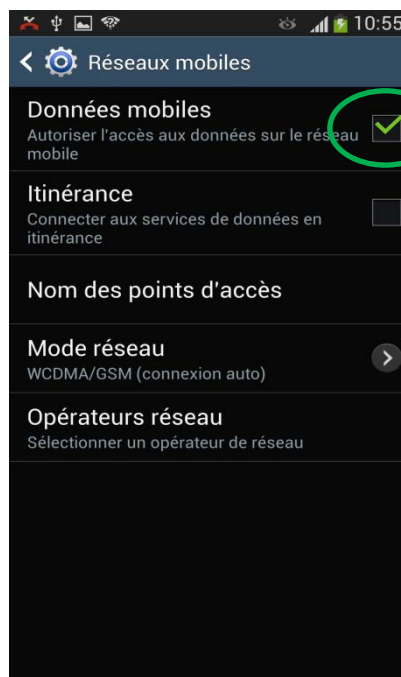 10:55
Réseaux mobiles
Données mobiles
Autoriser l'accès aux données sur le réseau
mobile
Itinérance
Connecter aux services de données en
itinérance
Nom des points d'accès
Mode réseau
WCDMA/GSM (connexion auto)
Opérateurs réseau
Sélectionner un opérateur de réseau